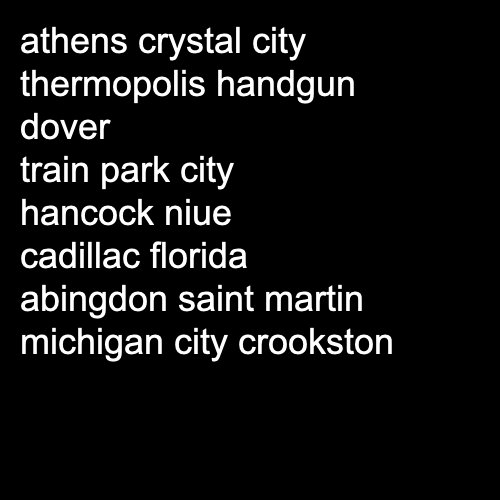 athens crystal city
thermopolis handgun
dover
train park city
hancock niue
cadillac florida
abingdon saint martin
michigan city crookston